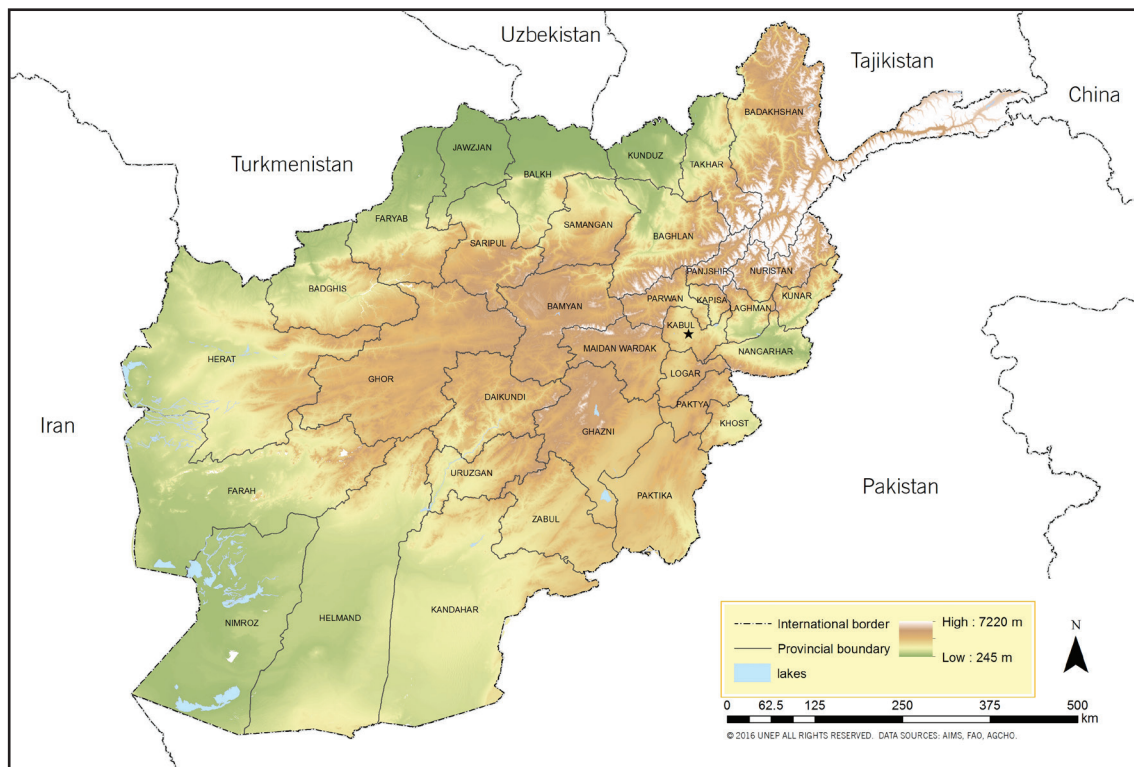 Uzbekistan
Tajikistan
China
Turkmenistan
BADAKHSHAN
JAWZJAN
KUNDUZ
TAKHAR
BALKH
FARYAB
SAMANGAN
SARIPUL
BAGHLAN
BADGHIS
PANJSHIR
NURISTAN
BAMYAN
PARWAN
KAPISA
KUNAR
LAGHMAN
KABUL
HERAT
MAIDAN WARDAK
NANGARHAR
GHOR
LOGAR
DAIKUNDI
PAKTYA
Iran
KHOST
GHAZNI
URUZGAN
FARAH
PAKTIKA
Pakistan
ZABUL
KANDAHAR
NIMROZ
HELMAND
International border
Provincial boundary
lakes
High : 7220 m
Low : 245 m
N
0 62.5 125 250 375 500
km
© 2016 UNEP ALL RIGHTS RESERVED. DATA SOURCES: AIMS, FAO, AGCHO.